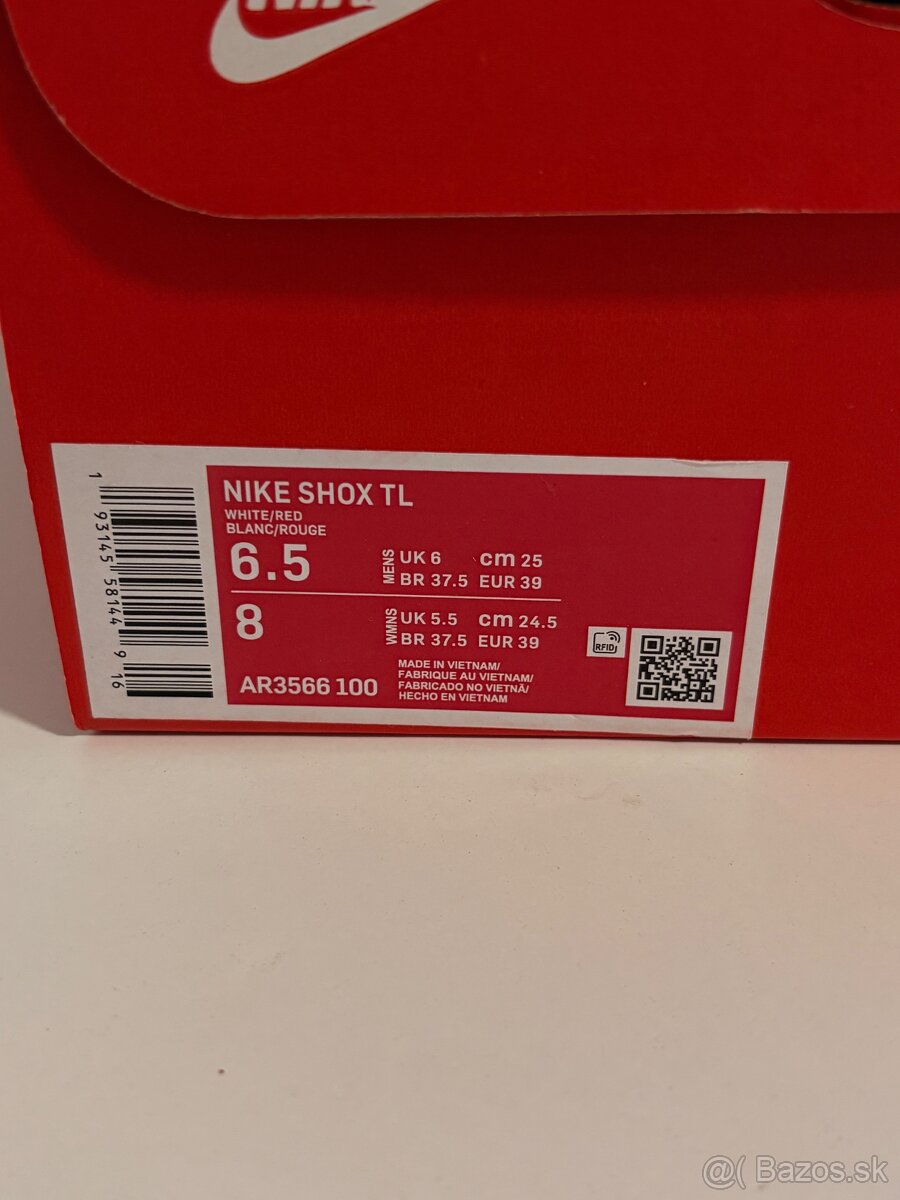 NIKE SHOX TL
WHITE/RED
BLANC/ROUGE
6.5
MENS
UK 6 cm 25
BR 37.5 EUR 39
8
WMNS
UK 5.5 cm 24.5
BR 37.5 EUR 39
AR3566 100
MADE IN VIETNAM/
FABRIQUE AU VIETNAM/
FABRICADO NO VIETNÃ/
HECHO EN VIETNAM
RFID
1 93145 58144 9 16
@( Bazos.sk